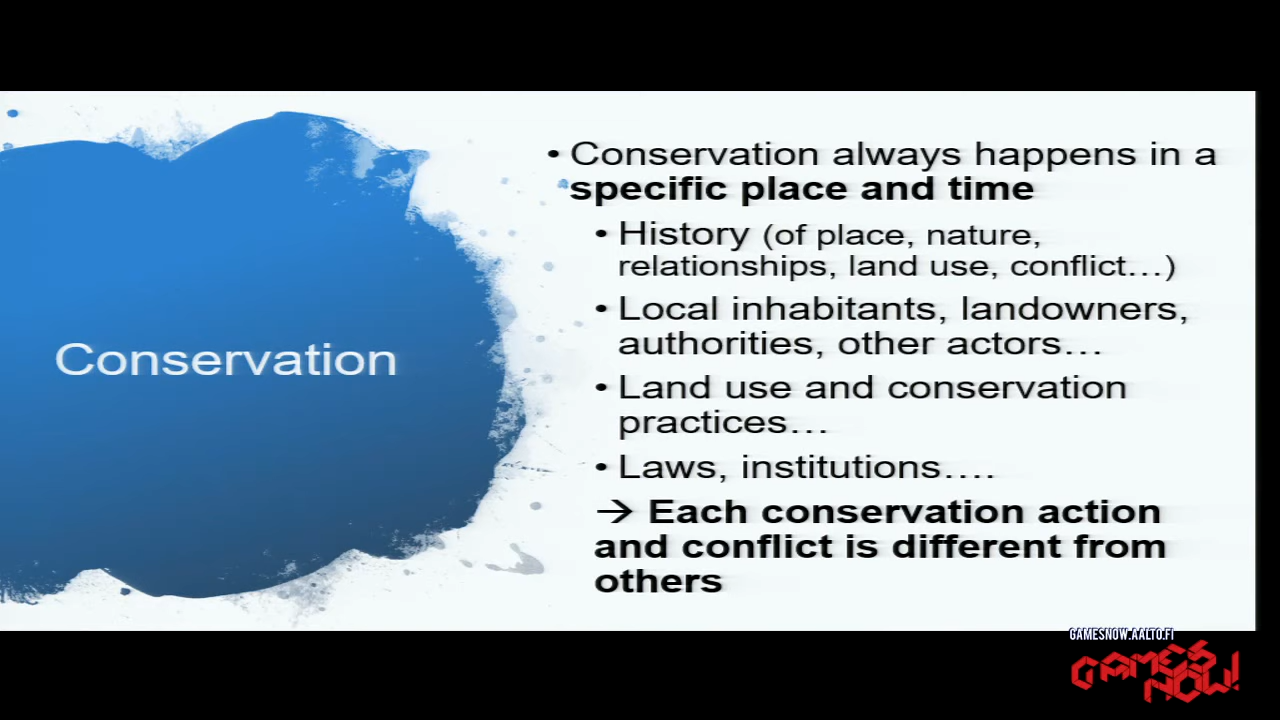 Conservation
• Conservation always happens in a
specific place and time
• History (of place, nature,
relationships, land use, conflict…)
• Local inhabitants, landowners,
authorities, other actors…
• Land use and conservation
practices…
• Laws, institutions….
→ Each conservation action
and conflict is different from
others
GAMESNOW.AALTO.FI
GAMES
NOW!